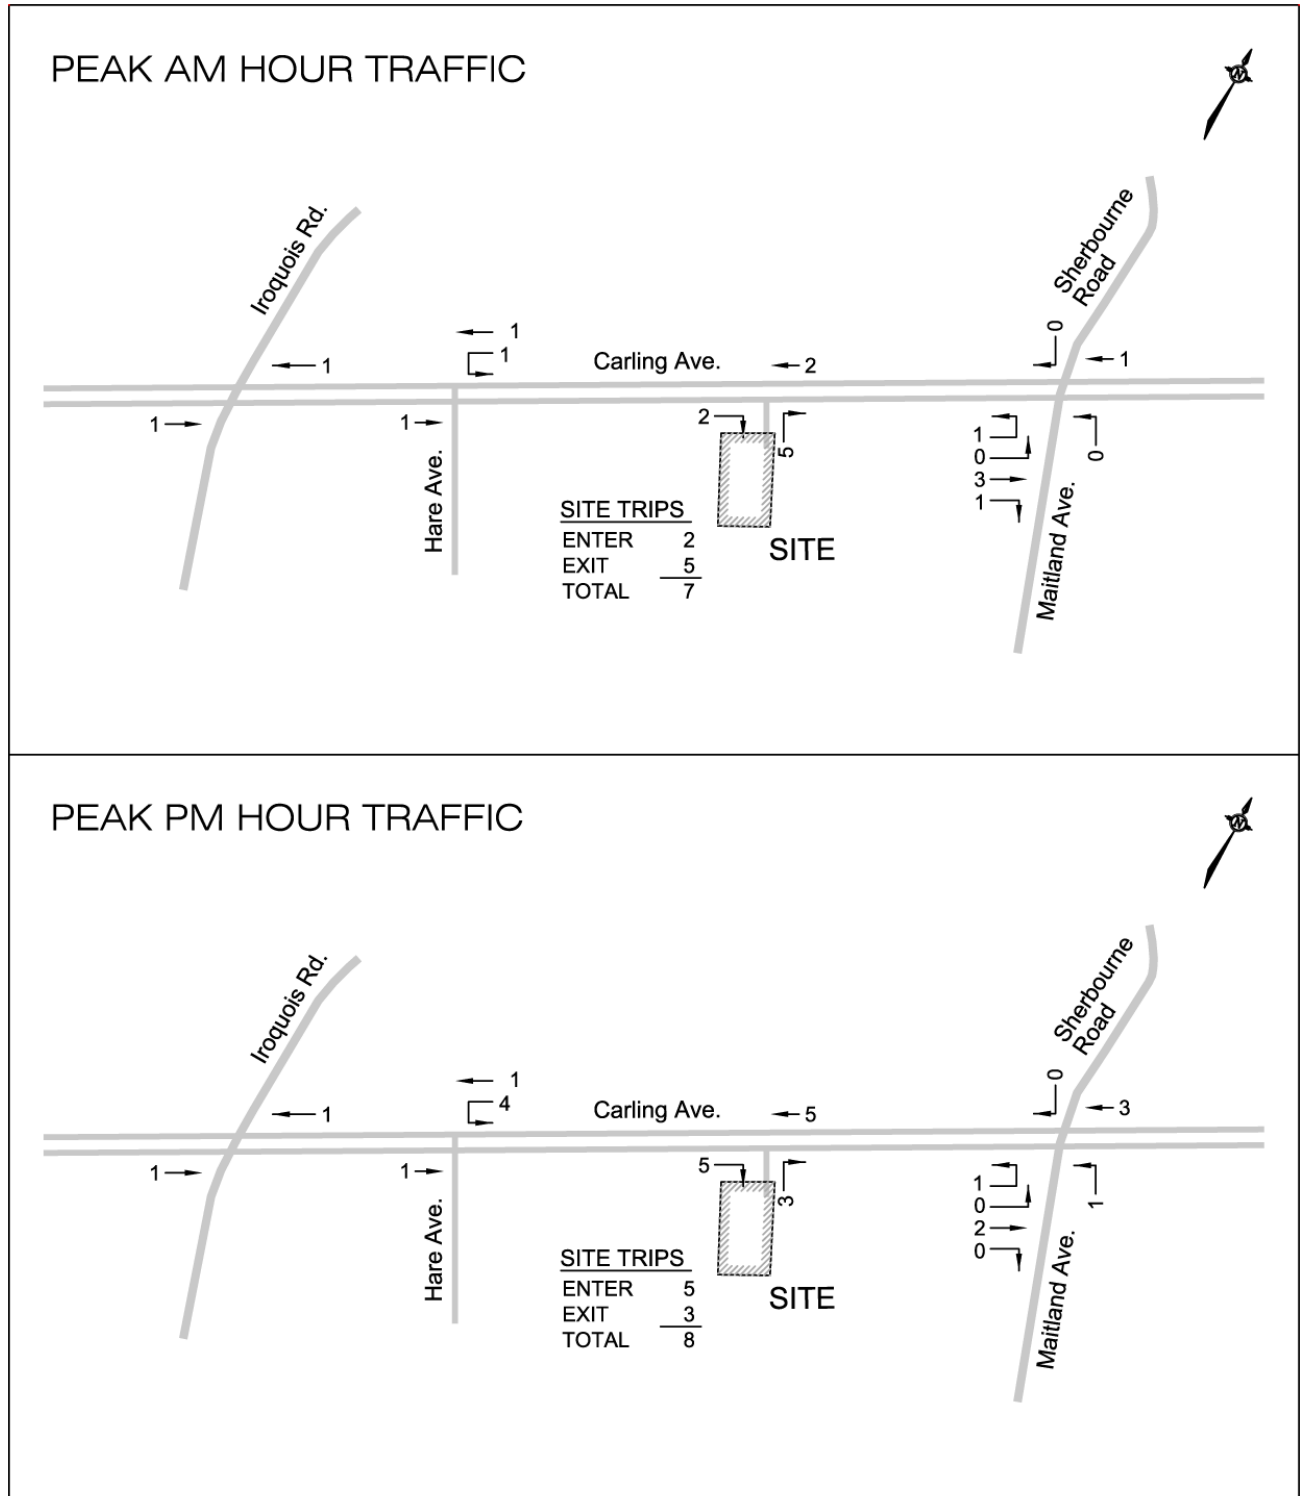 PEAK AM HOUR TRAFFIC
N
Iroquois Rd.
Sherbourne
Road
0
1
1
1
Carling Ave.
2
1
1
1
2
5
1
0
3
1
0
Hare Ave.
Maitland Ave.
SITE TRIPS
ENTER 2
EXIT 5
TOTAL 7
SITE
PEAK PM HOUR TRAFFIC
N
Iroquois Rd.
Sherbourne
Road
0
1
4
1
Carling Ave.
5
3
1
1
5
3
1
0
2
0
1
Hare Ave.
Maitland Ave.
SITE TRIPS
ENTER 5
EXIT 3
TOTAL 8
SITE